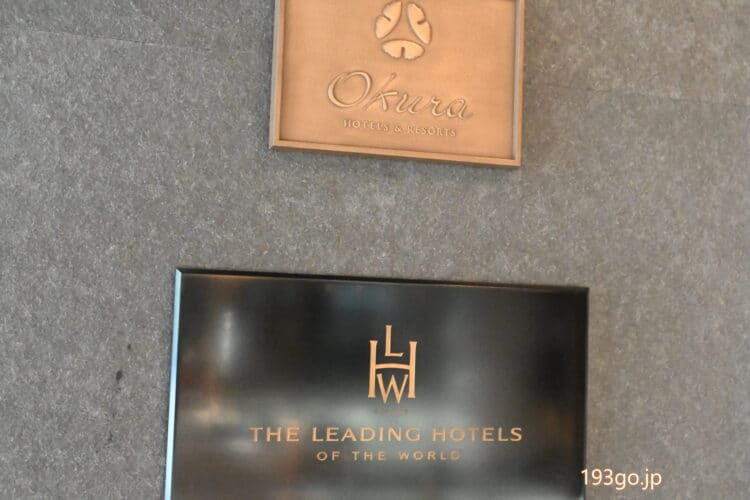 Okura
HOTELS & RESORTS
LHW
THE LEADING HOTELS
OF THE WORLD
193go.jp